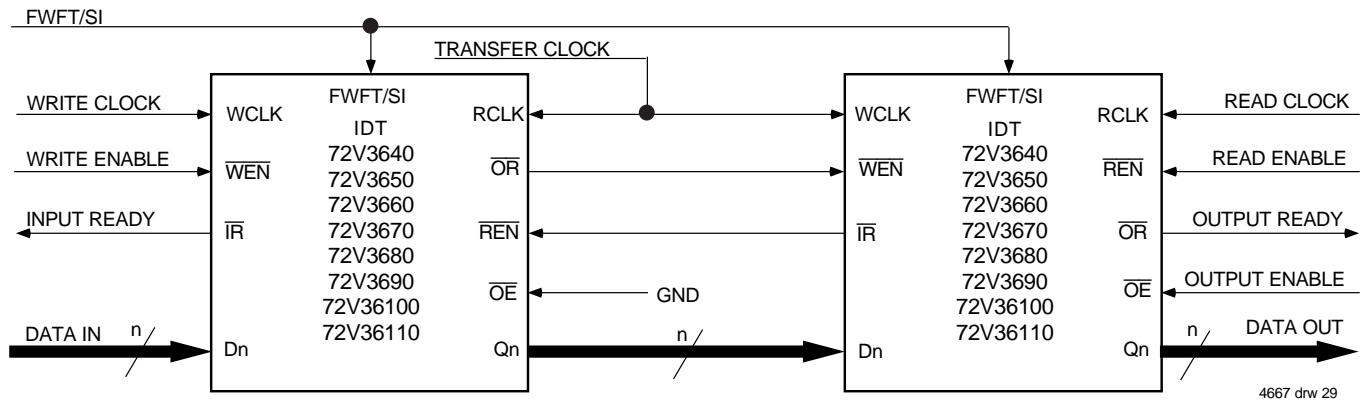 FWFT/SI
TRANSFER CLOCK
WRITE CLOCK
WRITE ENABLE
INPUT READY
DATA IN
n
FWFT/SI
IDT
72V3640
72V3650
72V3660
72V3670
72V3680
72V3690
72V36100
72V36110
WCLK
WEN
IR
Dn
RCLK
OR
REN
OE
Qn
GND
n
FWFT/SI
IDT
72V3640
72V3650
72V3660
72V3670
72V3680
72V3690
72V36100
72V36110
WCLK
WEN
IR
Dn
RCLK
REN
OR
OE
Qn
READ CLOCK
READ ENABLE
OUTPUT READY
OUTPUT ENABLE
n
DATA OUT
4667 drw 29